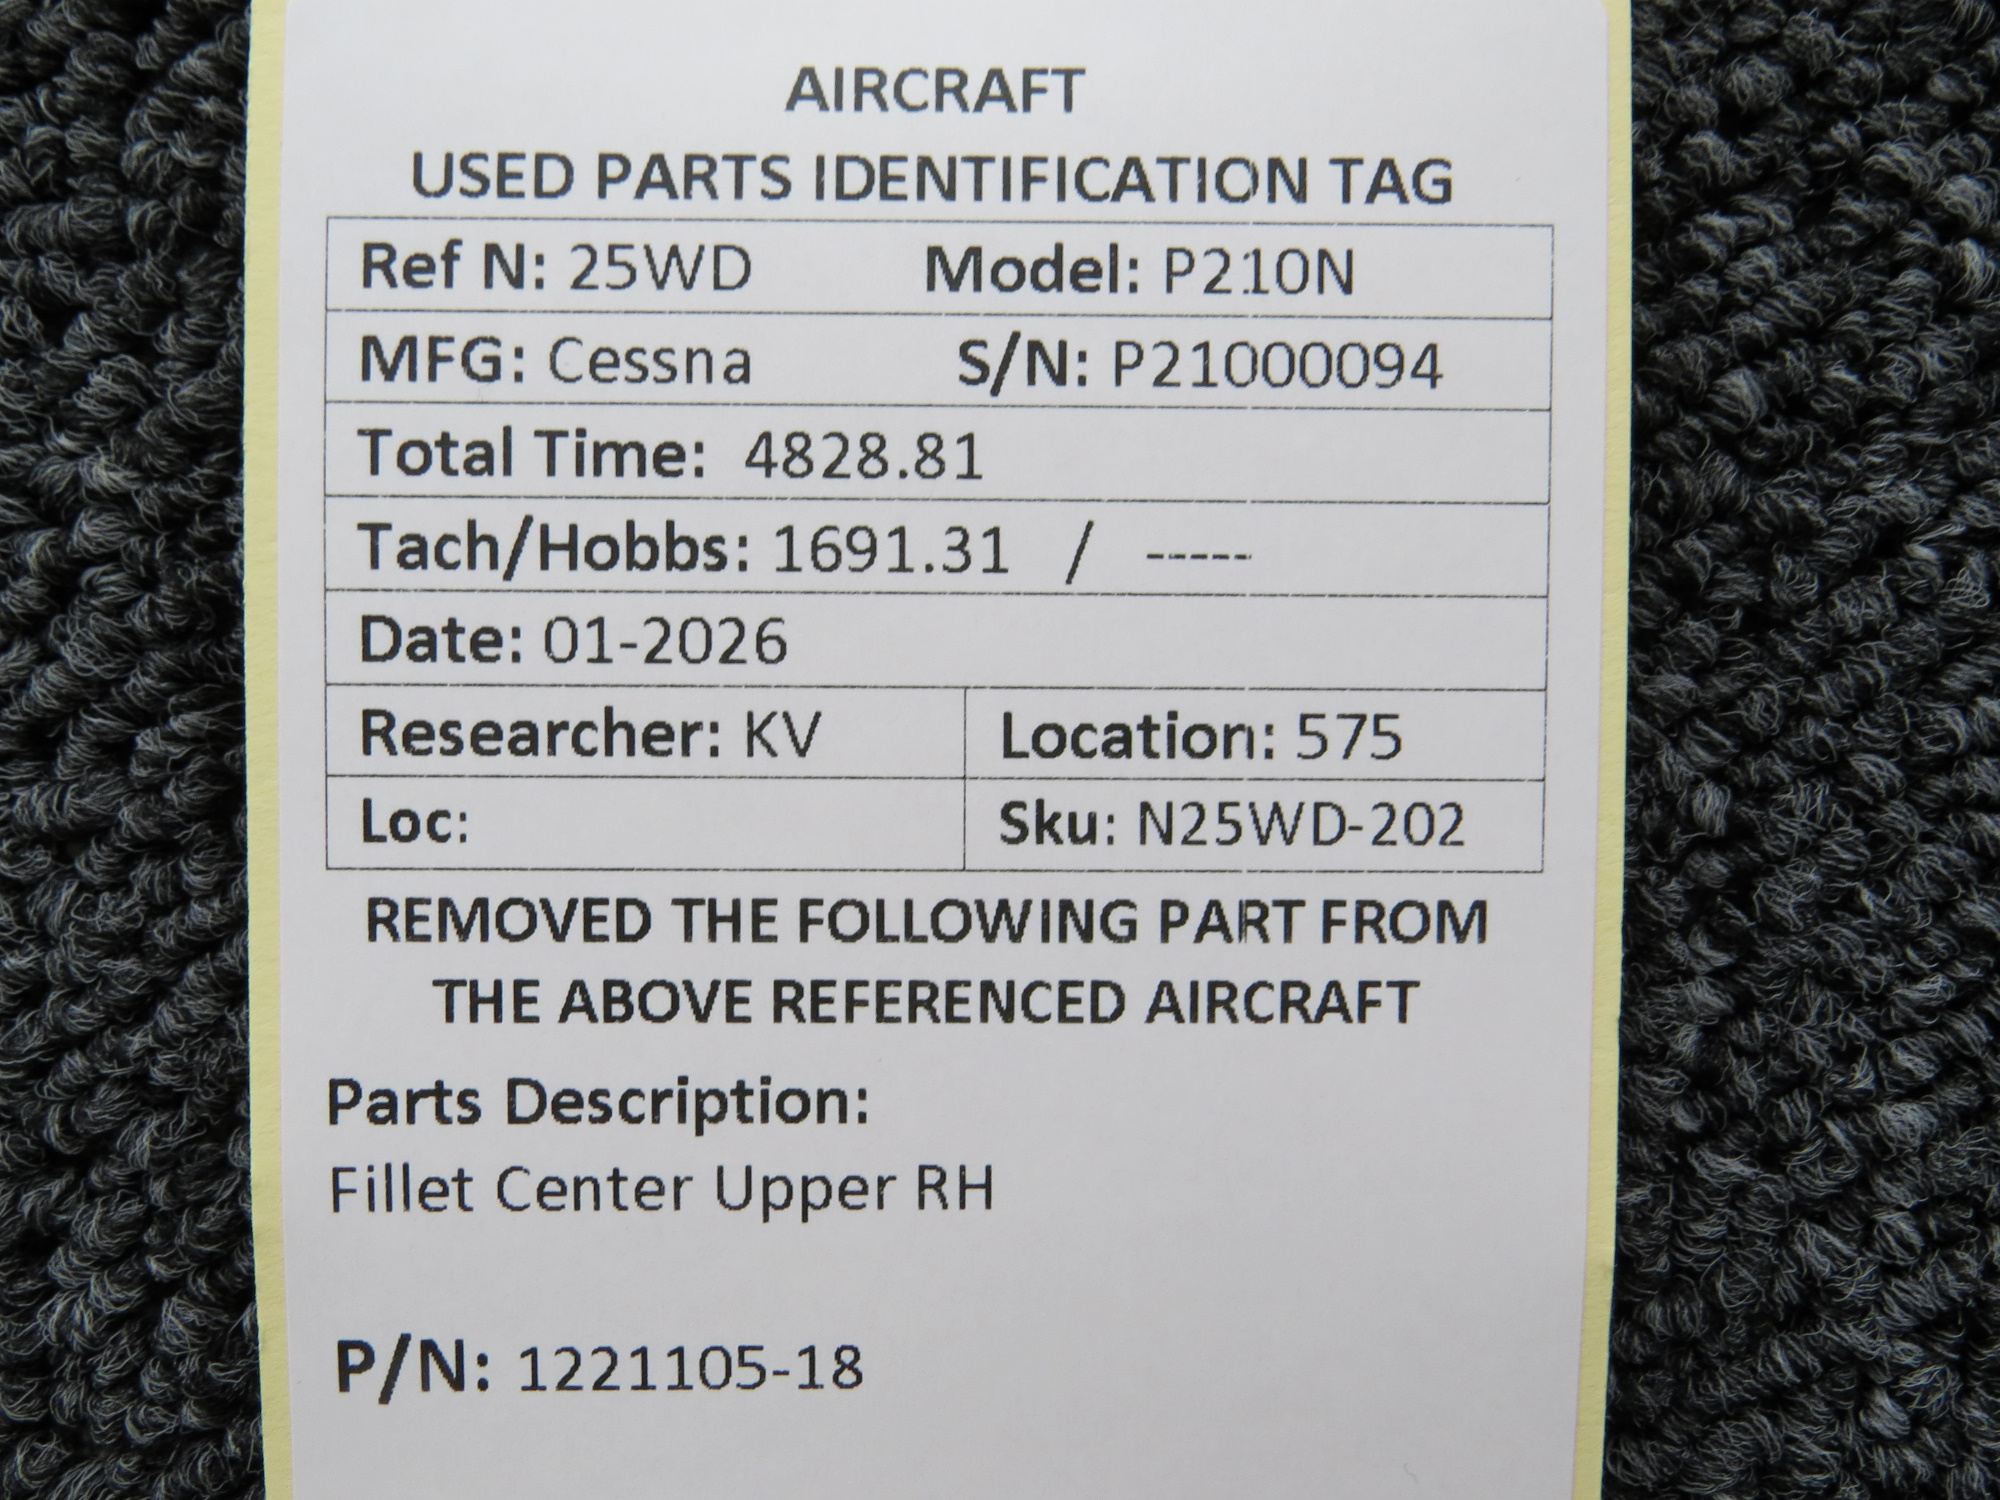 AIRCRAFT
USED PARTS IDENTIFICATION TAG
Ref N: 25WD Model: P210N
MFG: Cessna S/N: P21000094
Total Time: 4828.81
Tach/Hobbs: 1691.31 / -----
Date: 01-2026
Researcher: KV Location: 575
Loc: Sku: N25WD-202
REMOVED THE FOLLOWING PART FROM
THE ABOVE REFERENCED AIRCRAFT
Parts Description:
Fillet Center Upper RH
P/N: 1221105-18